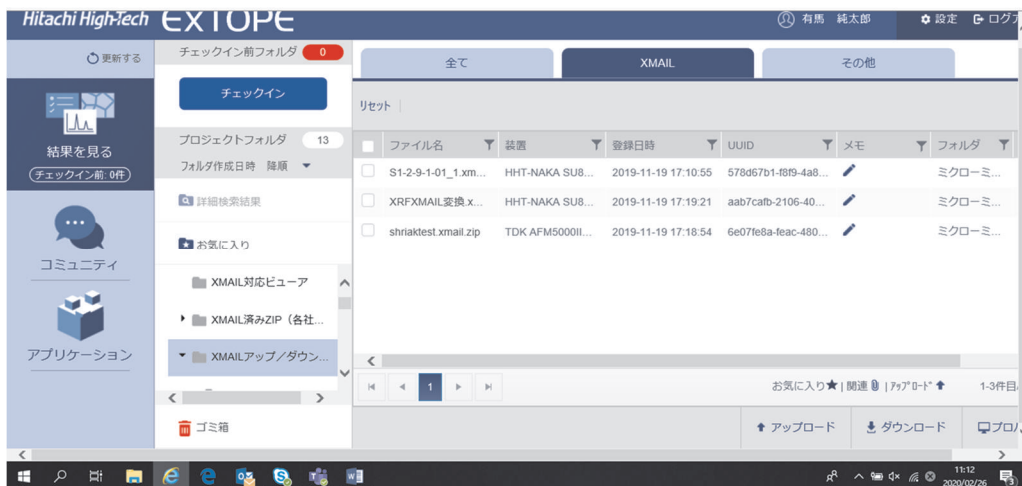 Hitachi High-Tech EXTOPE
有馬 純太郎 設定 ログア
更新する
結果を見る
(チェックイン前: 0件)
コミュニティ
アプリケーション
チェックイン前フォルダ 0
チェックイン
プロジェクトフォルダ 13
フォルダ作成日時 降順
詳細検索結果
お気に入り
XMAIL対応ビューア
XMAIL済みZIP（各社...
XMAILアップ／ダウン...
ゴミ箱
全て XMAIL その他
リセット
ファイル名 装置 登録日時 UUID メモ フォルダ
S1-2-9-1-01_1.xm... HHT-NAKA SU8... 2019-11-19 17:10:55 578d67b1-f8f9-4a8... ミクローミ...
XRFXMAIL変換.x... HHT-NAKA SU8... 2019-11-19 17:19:21 aab7cafb-2106-40... ミクローミ...
shriaktest.xmail.zip TDK AFM5000II... 2019-11-19 17:18:54 6e07fe8a-feac-480... ミクローミ...
1
お気に入り★ | 関連 | ｱｯﾌﾟﾛｰﾄﾞ 1-3件目
アップロード ダウンロード プロパ
11:12
2020/02/26